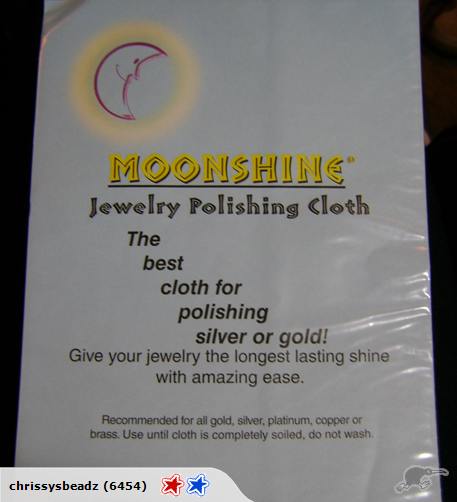 MOONSHINE®
Jewelry Polishing Cloth
The
best
cloth for
polishing
silver or gold!
Give your jewelry the longest lasting shine
with amazing ease.
Recommended for all gold, silver, platinum, copper or
brass. Use until cloth is completely soiled, do not wash.
chrissysbeadz (6454)